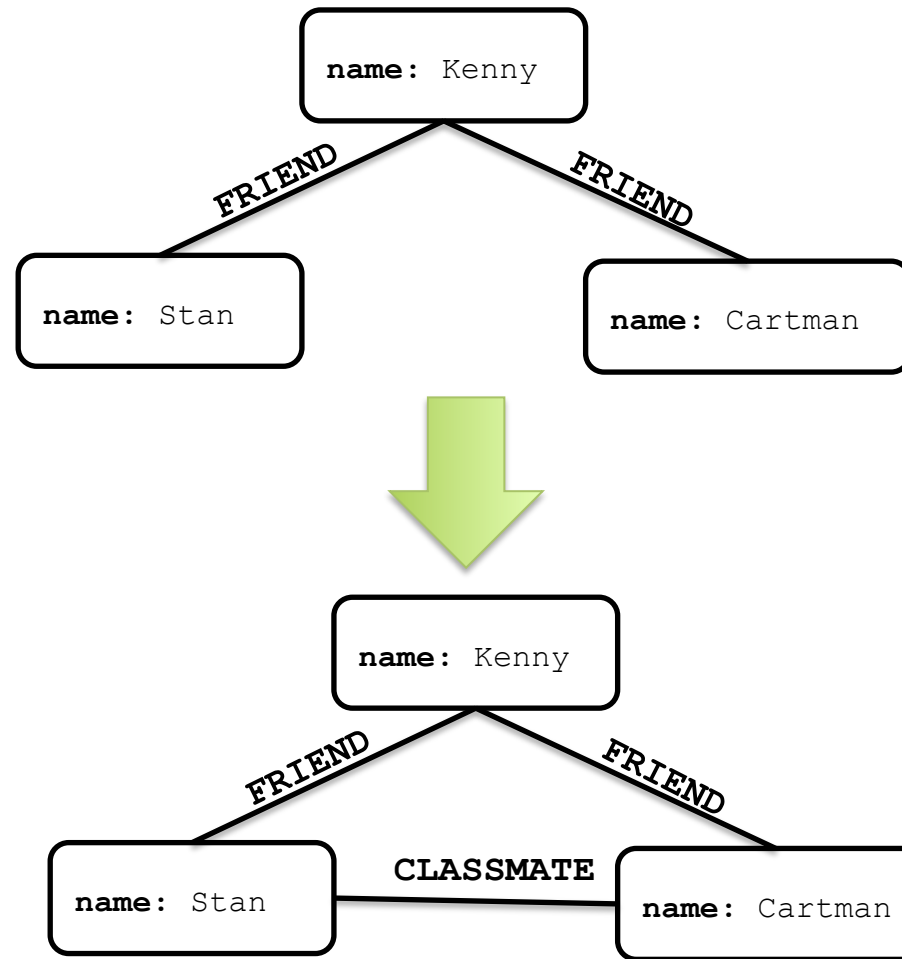 name: Kenny
FRIEND
FRIEND
name: Stan
name: Cartman
name: Kenny
FRIEND
FRIEND
CLASSMATE
name: Stan
name: Cartman